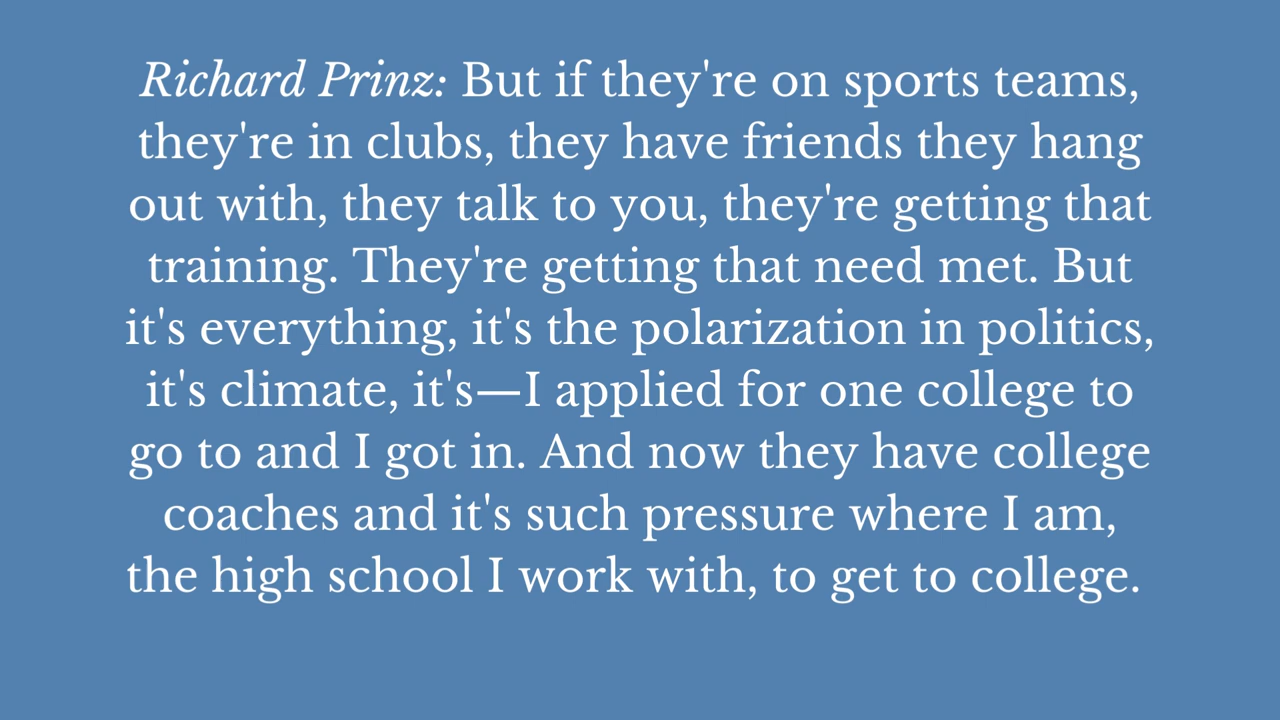 Richard Prinz: But if they're on sports teams,
they're in clubs, they have friends they hang
out with, they talk to you, they're getting that
training. They're getting that need met. But
it's everything, it's the polarization in politics,
it's climate, it's—I applied for one college to
go to and I got in. And now they have college
coaches and it's such pressure where I am,
the high school I work with, to get to college.